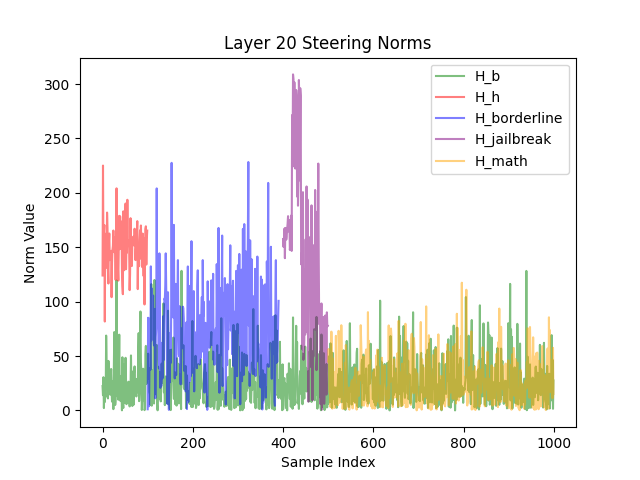 Layer 20 Steering Norms
H_b
H_h
H_borderline
H_jailbreak
H_math
Norm Value
300
250
200
150
100
50
0
0
200
400
600
800
1000
Sample Index